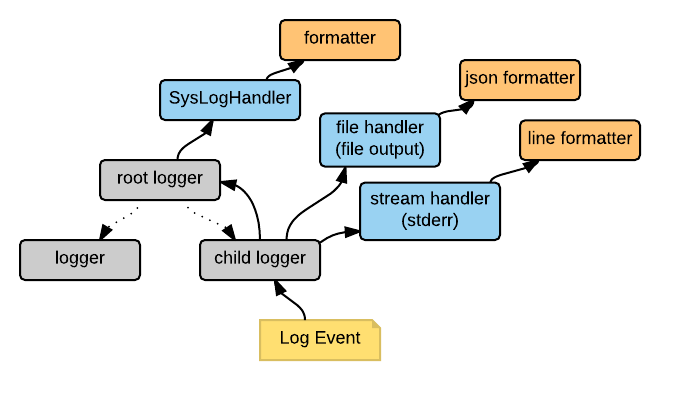 formatter
json formatter
SysLogHandler
file handler
(file output)
line formatter
root logger
stream handler
(stderr)
logger
child logger
Log Event